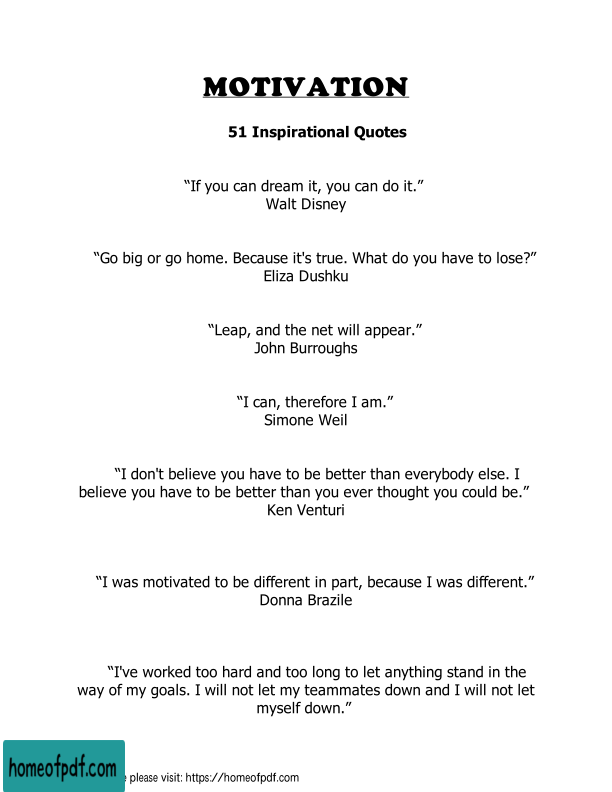 MOTIVATION
51 Inspirational Quotes
“If you can dream it, you can do it.”
Walt Disney
“Go big or go home. Because it's true. What do you have to lose?”
Eliza Dushku
“Leap, and the net will appear.”
John Burroughs
“I can, therefore I am.”
Simone Weil
“I don't believe you have to be better than everybody else. I
believe you have to be better than you ever thought you could be.”
Ken Venturi
“I was motivated to be different in part, because I was different.”
Donna Brazile
“I've worked too hard and too long to let anything stand in the
way of my goals. I will not let my teammates down and I will not let
myself down.”
homeofpdf.com
please visit: https://homeofpdf.com